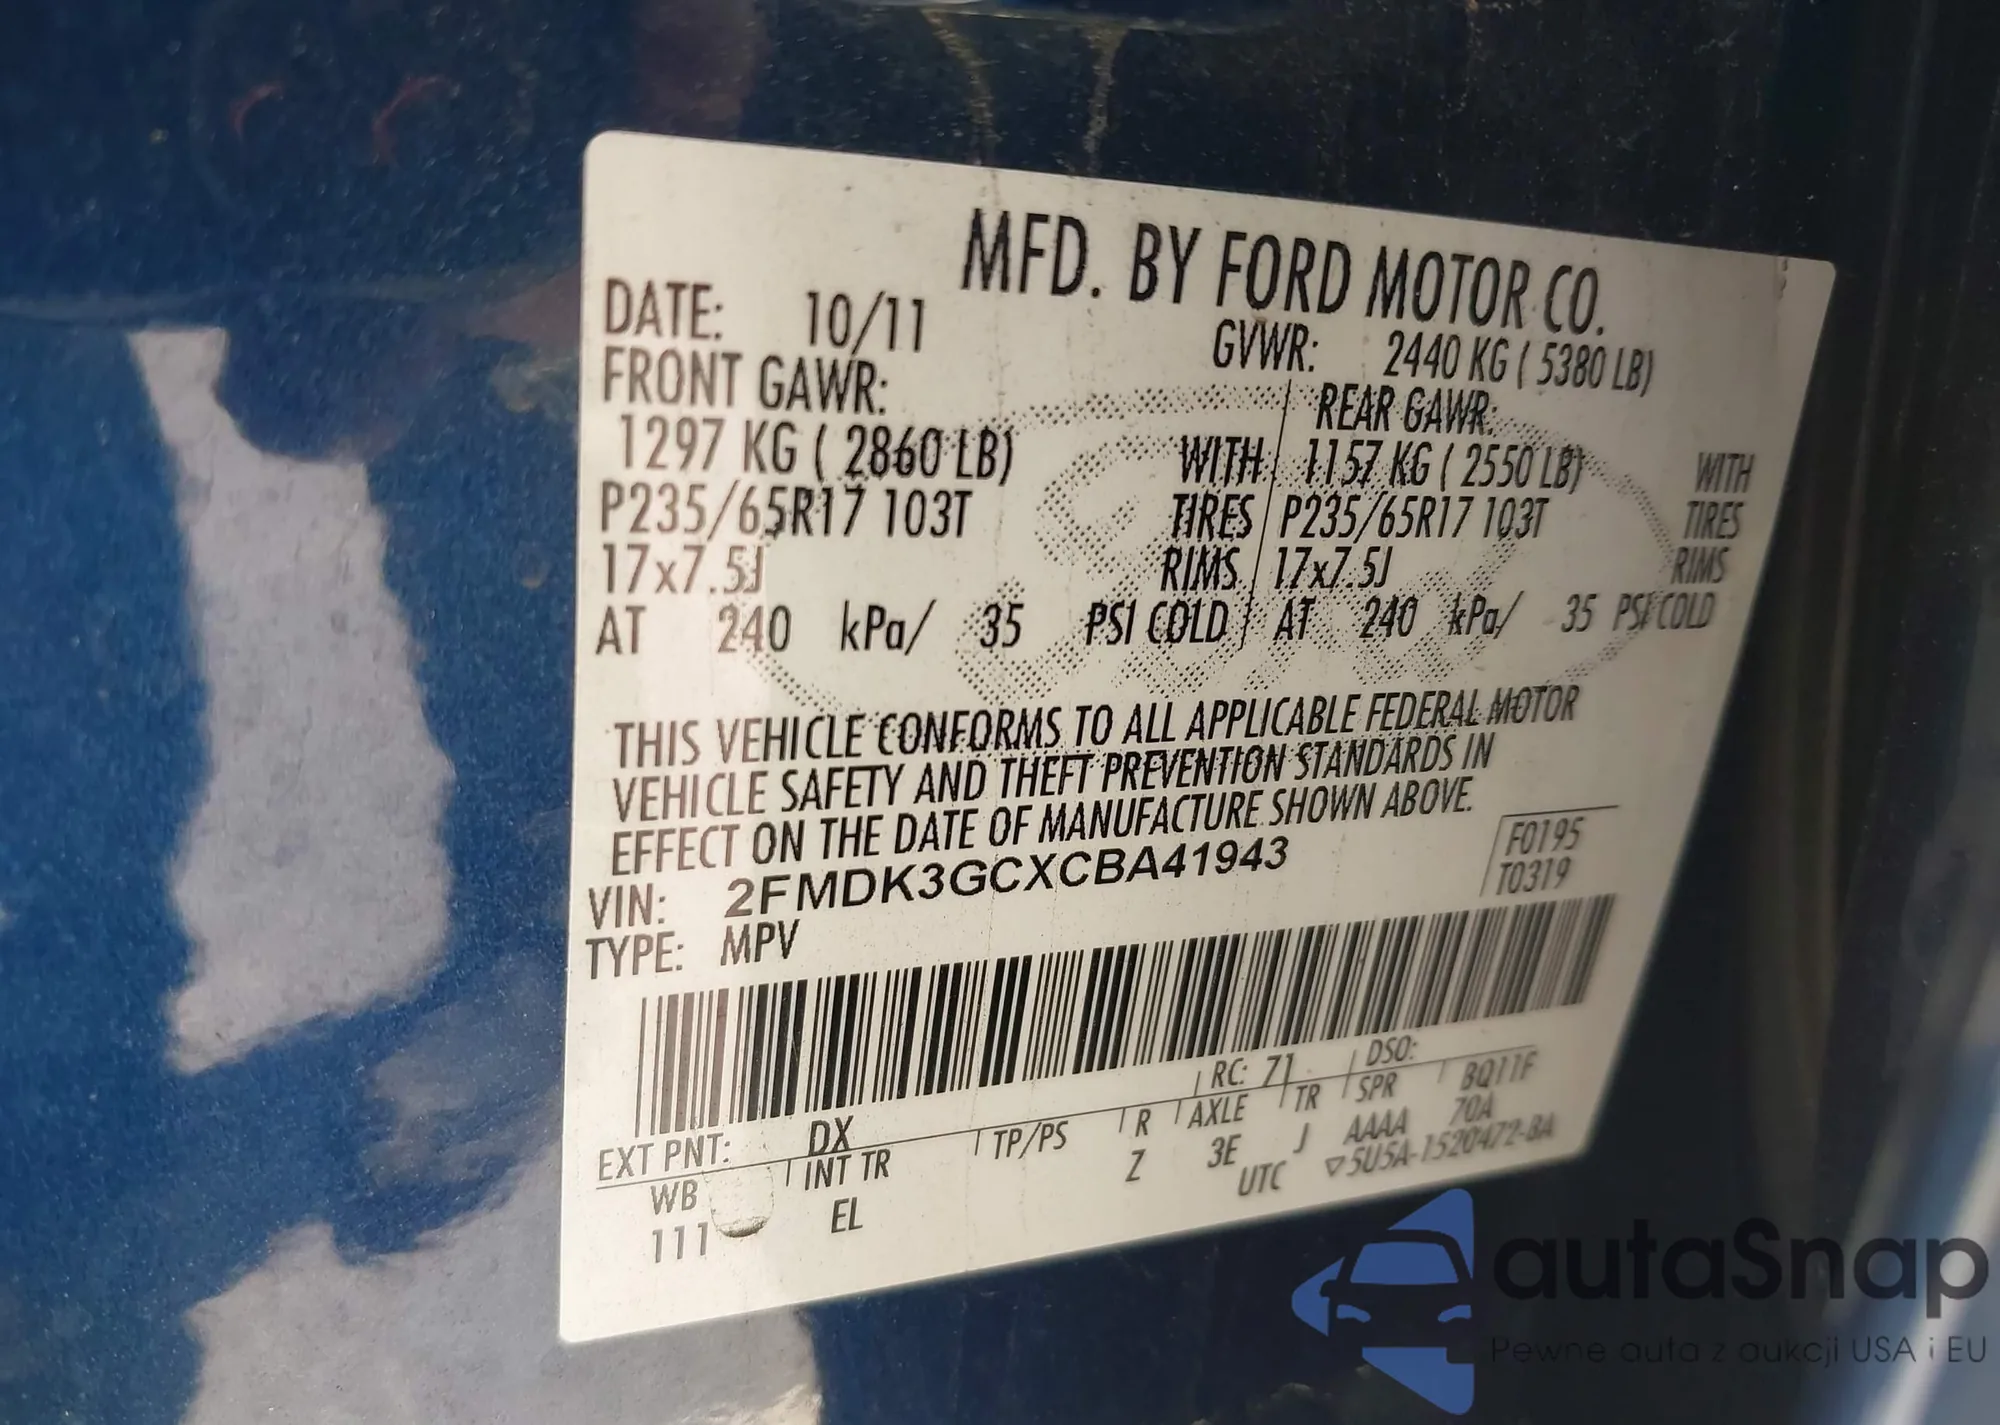 MFD. BY FORD MOTOR CO.
DATE: 10/11 GVWR: 2440 KG ( 5380 LB)
FRONT GAWR: REAR GAWR:
1297 KG ( 2860 LB) WITH 1157 KG ( 2550 LB) WITH
P235/65R17 103T TIRES P235/65R17 103T TIRES
17x7.5J RIMS 17x7.5J RIMS
AT 240 kPa/ 35 PSI COLD AT 240 kPa/ 35 PSI COLD
THIS VEHICLE CONFORMS TO ALL APPLICABLE FEDERAL MOTOR
VEHICLE SAFETY AND THEFT PREVENTION STANDARDS IN
EFFECT ON THE DATE OF MANUFACTURE SHOWN ABOVE.
VIN: 2FMDK3GCXCBA41943 F0195
TYPE: MPV T0319
EXT PNT: DX RC: 71 DSO:
WB INT TR TP/PS R AXLE TR SPR BQ11F
111 EL Z 3E J AAAA 70A
UTC ▽5U5A-1520472-BA
autaSnap
Pewne auta z aukcji USA i EU